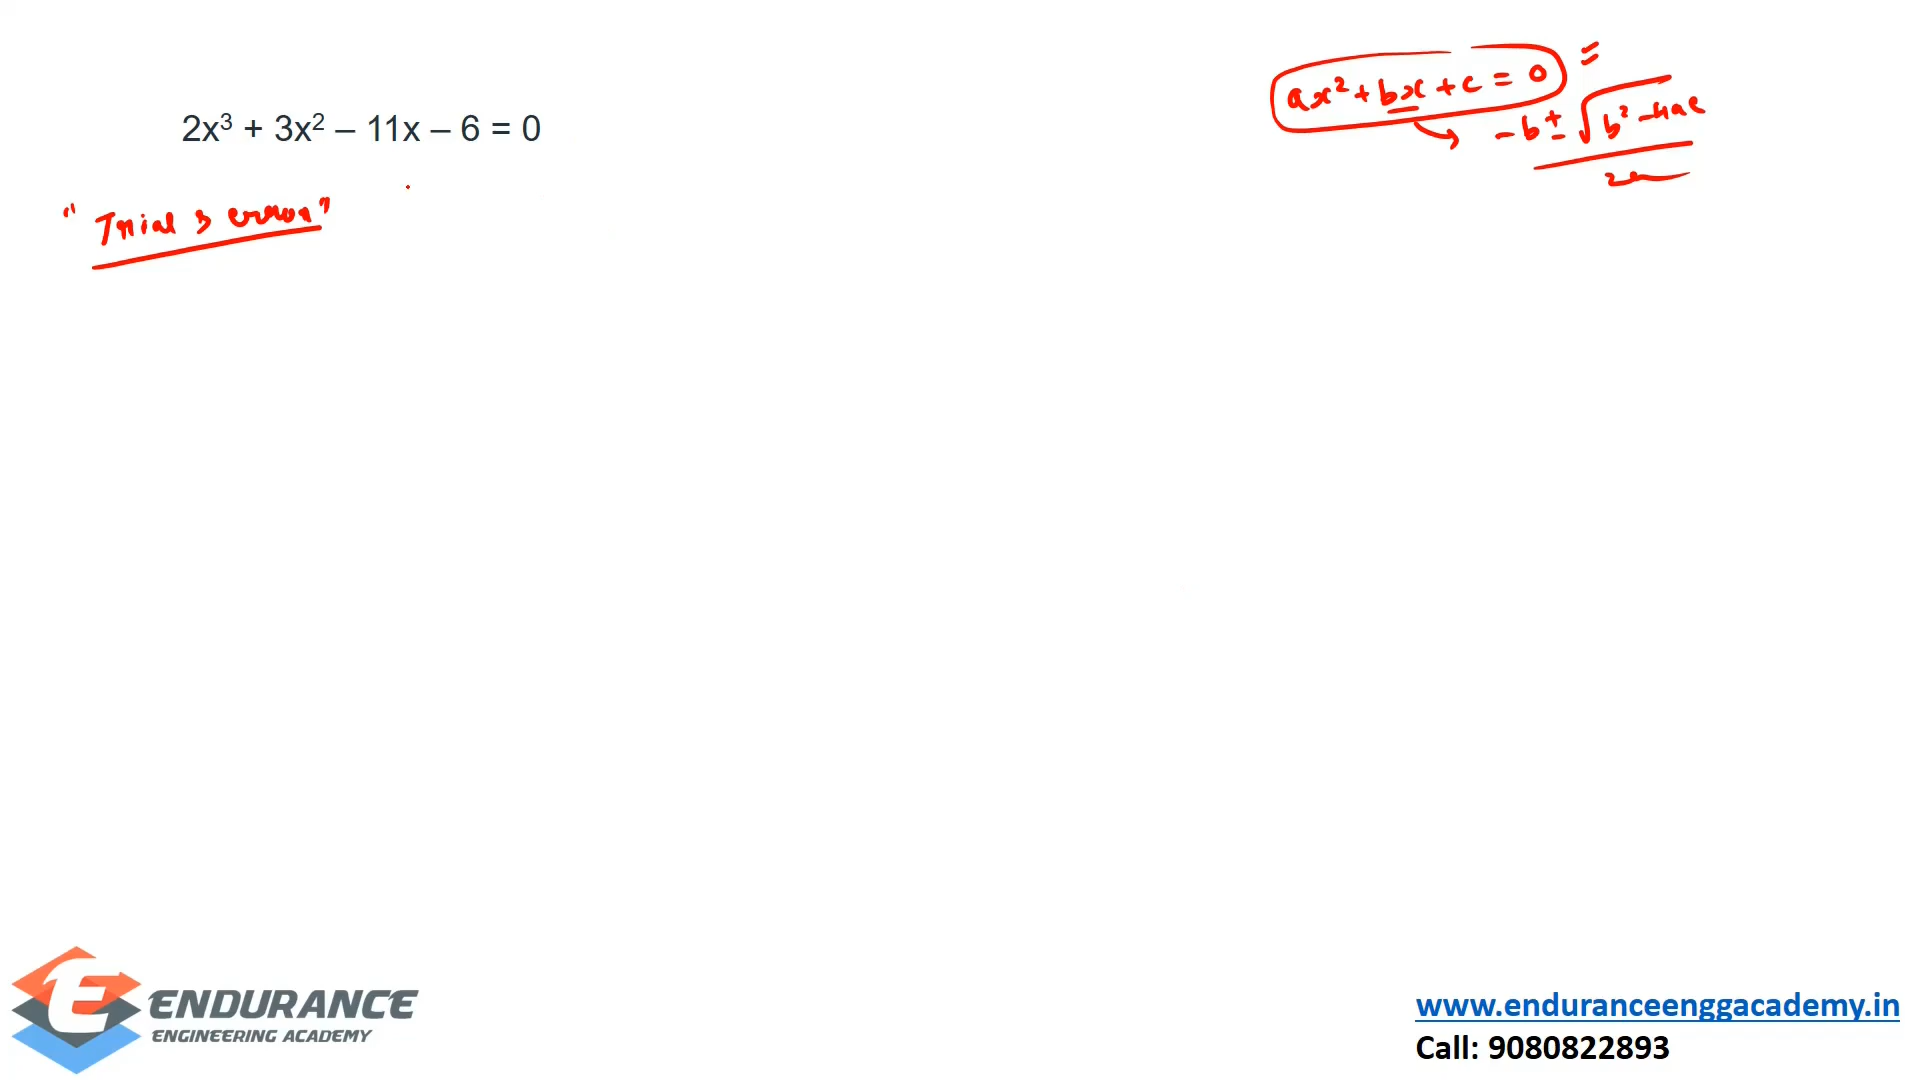 ax² + bx + c = 0 =
2x³ + 3x² – 11x – 6 = 0
-b ± √b² - 4ac
2a
" Trial & error "
ENDURANCE
ENGINEERING ACADEMY
www.enduranceenggacademy.in
Call: 9080822893